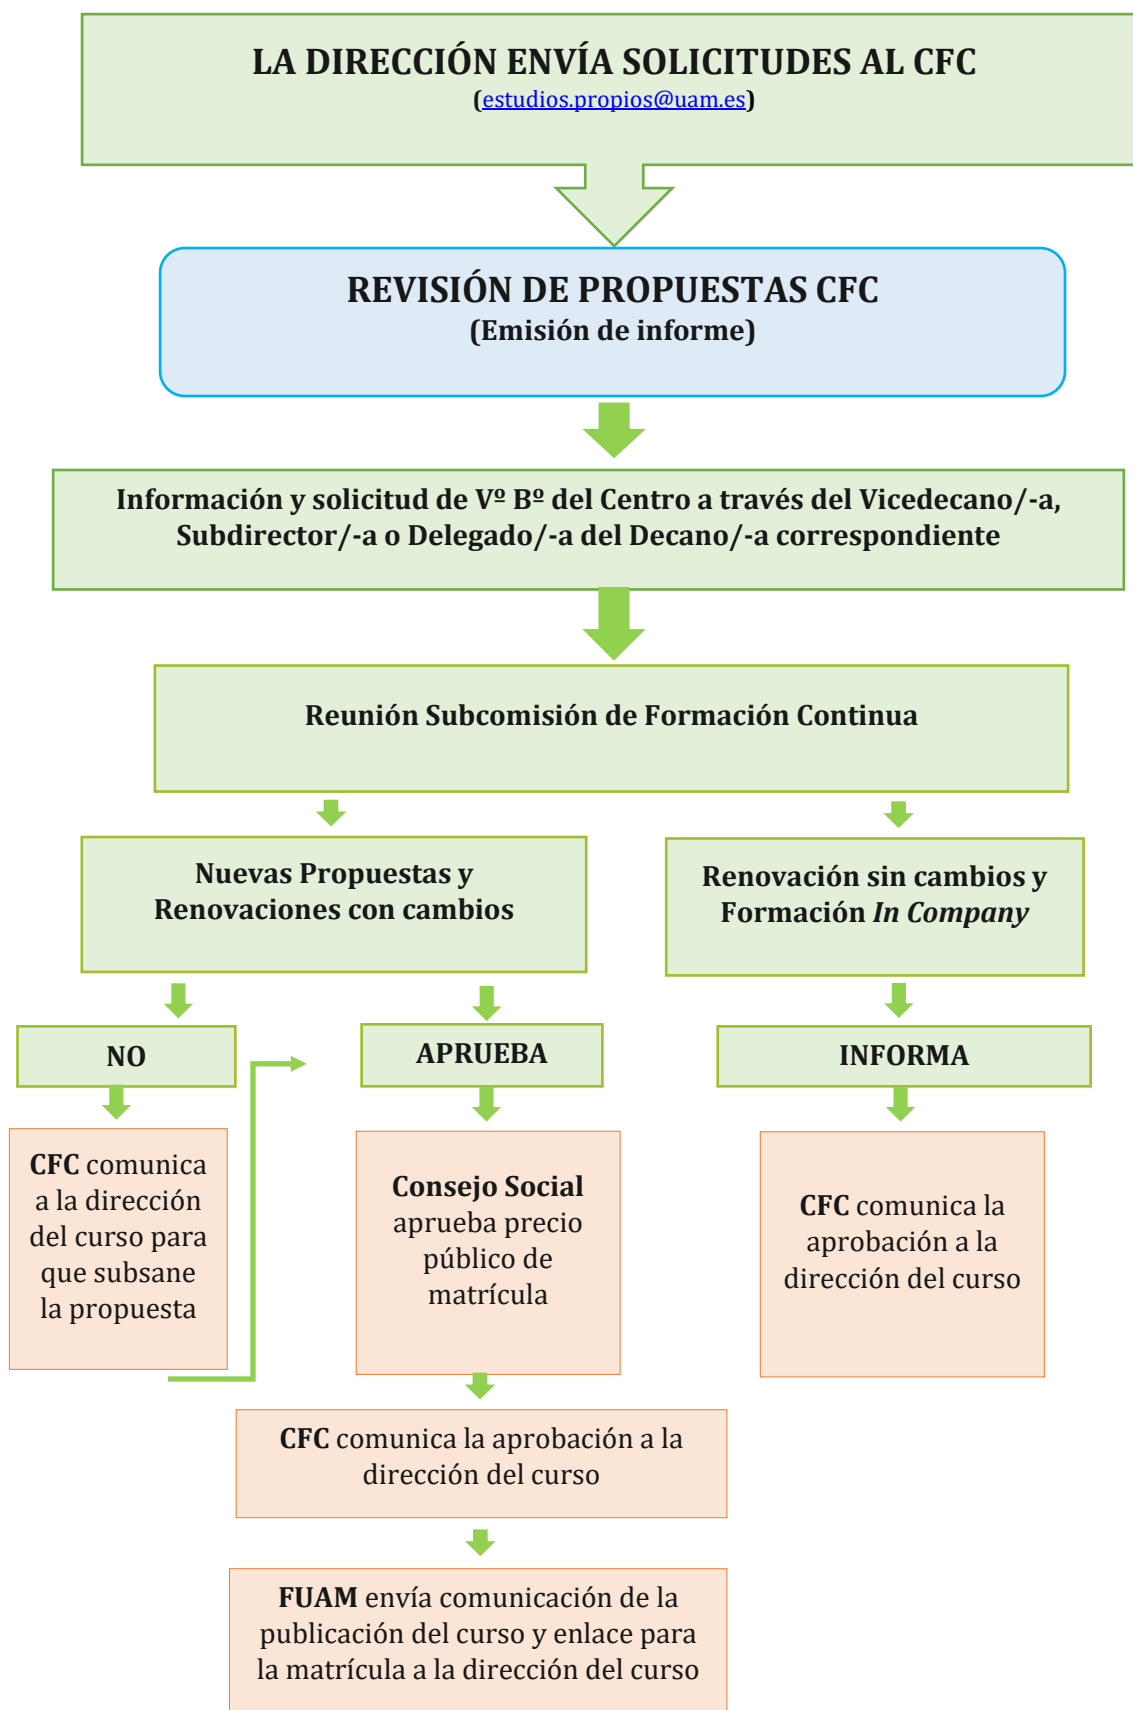 LA DIRECCIÓN ENVÍA SOLICITUDES AL CFC
(estudios.propios@uam.es)
REVISIÓN DE PROPUESTAS CFC
(Emisión de informe)
Información y solicitud de Vº Bº del Centro a través del Vicedecano/-a,
Subdirector/-a o Delegado/-a del Decano/-a correspondiente
Reunión Subcomisión de Formación Continua
Nuevas Propuestas y
Renovaciones con cambios
Renovación sin cambios y
Formación In Company
NO
APRUEBA
INFORMA
CFC comunica
a la dirección
del curso para
que subsane
la propuesta
Consejo Social
aprueba precio
público de
matrícula
CFC comunica la
aprobación a la
dirección del curso
CFC comunica la aprobación a la
dirección del curso
FUAM envía comunicación de la
publicación del curso y enlace para
la matrícula a la dirección del curso